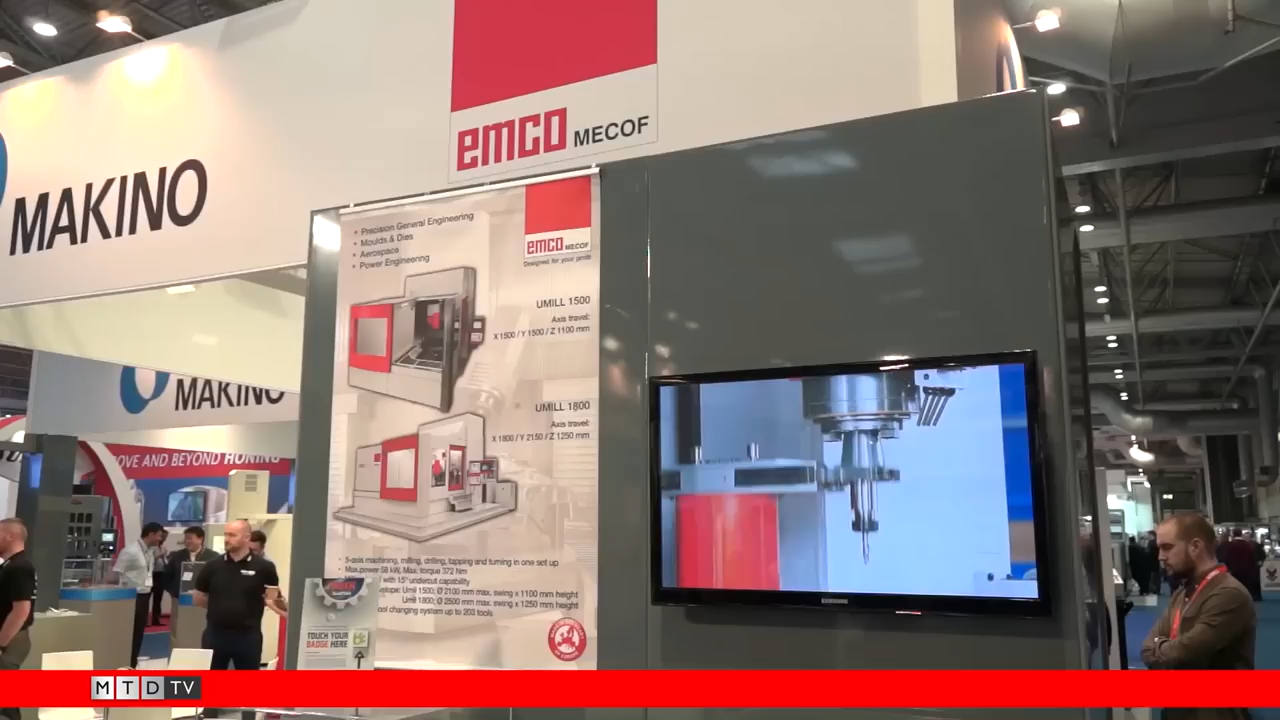 emco MECOF
MAKINO
• Precision General Engineering
• Moulds & Dies
• Aerospace
• Power Engineering
emco MECOF
Designed for your profit
UMILL 1500
Axis travel:
X 1500 / Y 1500 / Z 1100 mm
UMILL 1800
Axis travel:
X 1800 / Y 2150 / Z 1250 mm
MAKINO
OVE AND BEYOND HONING
• 5-axis machining, milling, drilling, tapping and turning in one set up
• Max.power 58 kW, Max. torque 372 Nm
with 15° undercut capability
elope: Umill 1500; Ø 2100 mm max. swing x 1100 mm height
Umill 1800; Ø 2500 mm max. swing x 1250 mm height
ool changing system up to 203 tools
TOUCH YOUR
BADGE HERE
MTD TV